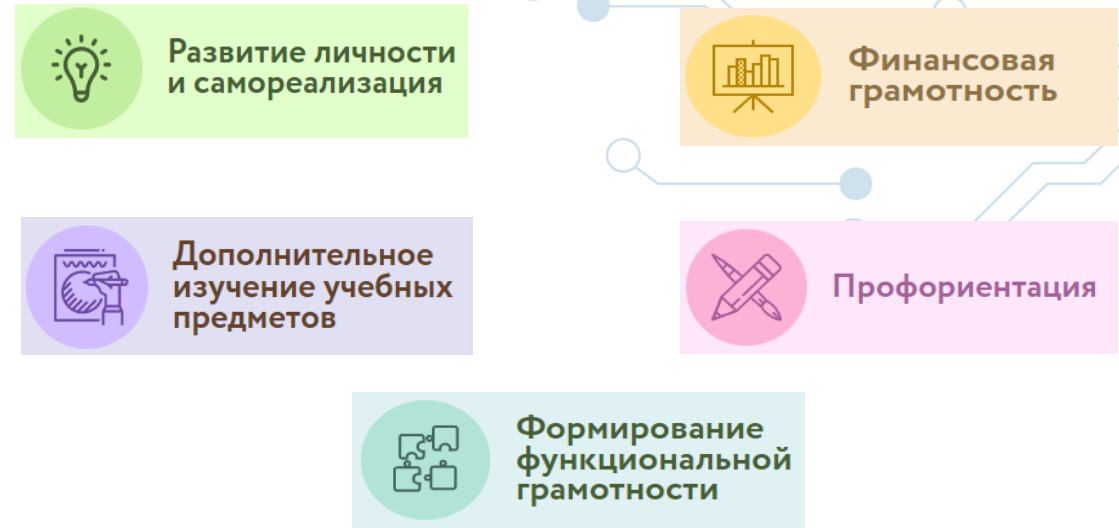 Развитие личности
и самореализация
Финансовая
грамотность
Дополнительное
изучение учебных
предметов
Профориентация
Формирование
функциональной
грамотности